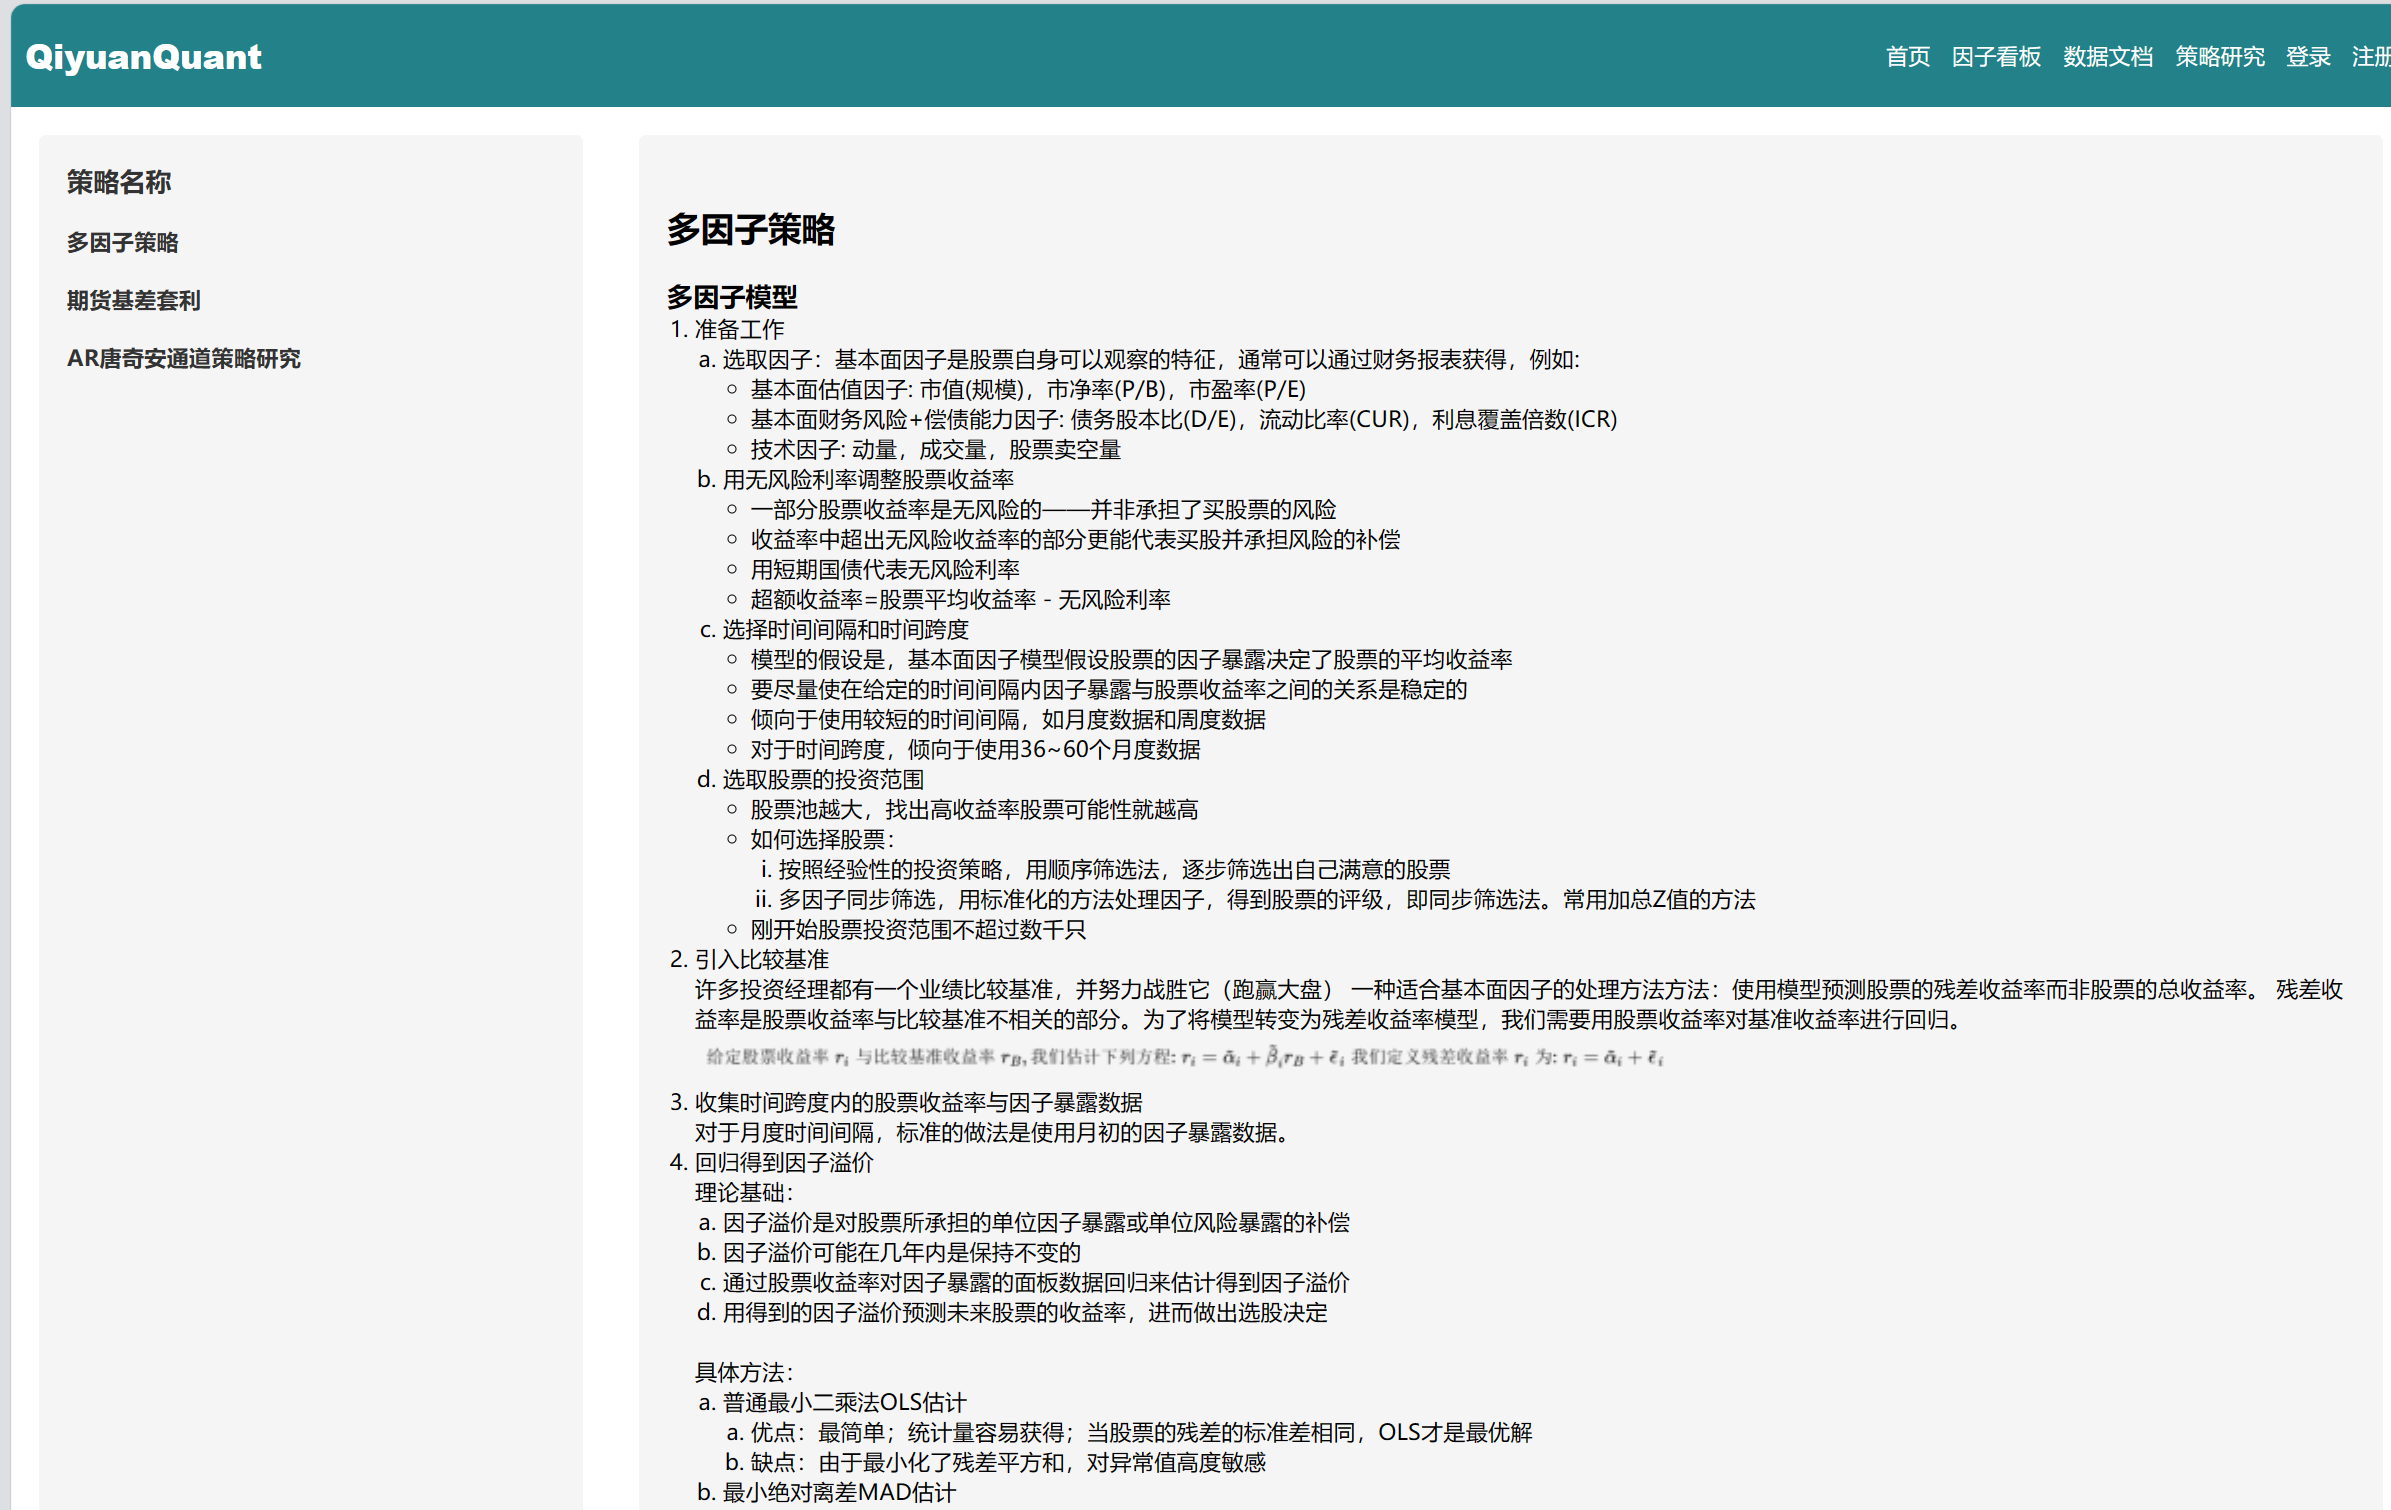 QiyuanQuant
首页 因子看板 数据文档 策略研究 登录 注册
策略名称
多因子策略
期货基差套利
AR唐奇安通道策略研究
多因子策略
多因子模型
1. 准备工作
a. 选取因子：基本面因子是股票自身可以观察的特征，通常可以通过财务报表获得，例如:
○ 基本面估值因子: 市值(规模)，市净率(P/B)，市盈率(P/E)
○ 基本面财务风险+偿债能力因子: 债务股本比(D/E)，流动比率(CUR)，利息覆盖倍数(ICR)
○ 技术因子: 动量，成交量，股票卖空量
b. 用无风险利率调整股票收益率
○ 一部分股票收益率是无风险的——并非承担了买股票的风险
○ 收益率中超出无风险收益率的部分更能代表买股并承担风险的补偿
○ 用短期国债代表无风险利率
○ 超额收益率=股票平均收益率 - 无风险利率
c. 选择时间间隔和时间跨度
○ 模型的假设是，基本面因子模型假设股票的因子暴露决定了股票的平均收益率
○ 要尽量使在给定的时间间隔内因子暴露与股票收益率之间的关系是稳定的
○ 倾向于使用较短的时间间隔，如月度数据和周度数据
○ 对于时间跨度，倾向于使用36~60个月度数据
d. 选取股票的投资范围
○ 股票池越大，找出高收益率股票可能性就越高
○ 如何选择股票：
i. 按照经验性的投资策略，用顺序筛选法，逐步筛选出自己满意的股票
ii. 多因子同步筛选，用标准化的方法处理因子，得到股票的评级，即同步筛选法。常用加总Z值的方法
○ 刚开始股票投资范围不超过数千只
2. 引入比较基准
许多投资经理都有一个业绩比较基准，并努力战胜它（跑赢大盘） 一种适合基本面因子的处理方法方法：使用模型预测股票的残差收益率而非股票的总收益率。 残差收
益率是股票收益率与比较基准不相关的部分。为了将模型转变为残差收益率模型，我们需要用股票收益率对基准收益率进行回归。
给定股票收益率 rᵢ 与比较基准收益率 r_B, 我们估计下列方程: rᵢ = α̃ᵢ + β̃ᵢr_B + ε̃ᵢ 我们定义残差收益率 rᵢ 为: rᵢ = α̃ᵢ + ε̃ᵢ
3. 收集时间跨度内的股票收益率与因子暴露数据
对于月度时间间隔，标准的做法是使用月初的因子暴露数据。
4. 回归得到因子溢价
理论基础：
a. 因子溢价是对股票所承担的单位因子暴露或单位风险暴露的补偿
b. 因子溢价可能在几年内是保持不变的
c. 通过股票收益率对因子暴露的面板数据回归来估计得到因子溢价
d. 用得到的因子溢价预测未来股票的收益率，进而做出选股决定
具体方法：
a. 普通最小二乘法OLS估计
a. 优点：最简单；统计量容易获得；当股票的残差的标准差相同，OLS才是最优解
b. 缺点：由于最小化了残差平方和，对异常值高度敏感
b. 最小绝对离差MAD估计